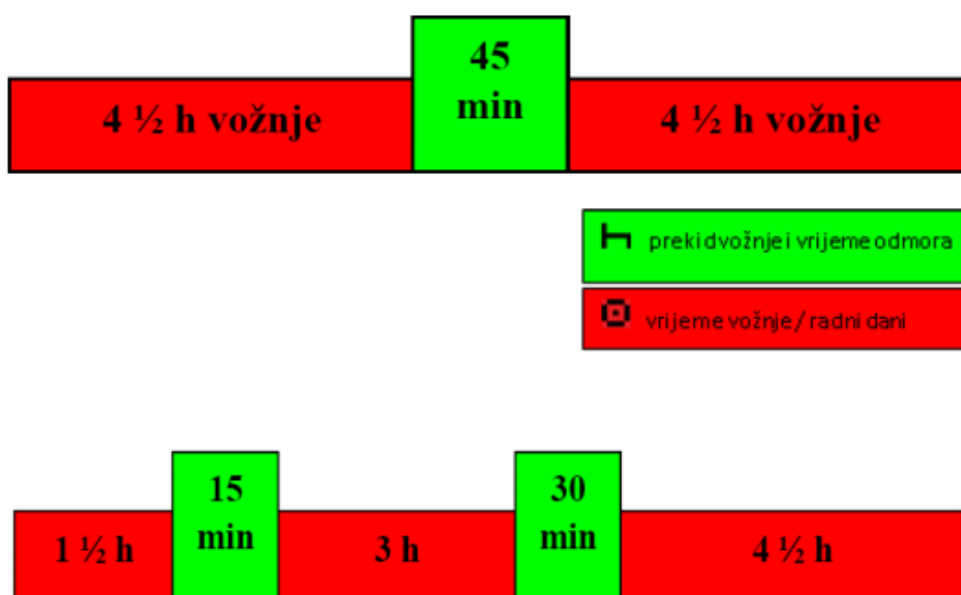 45
min
4 ½ h vožnje
4 ½ h vožnje
prekid vožnje i vrijeme odmora
vrijeme vožnje / radni dani
15
min
30
min
1 ½ h
3 h
4 ½ h